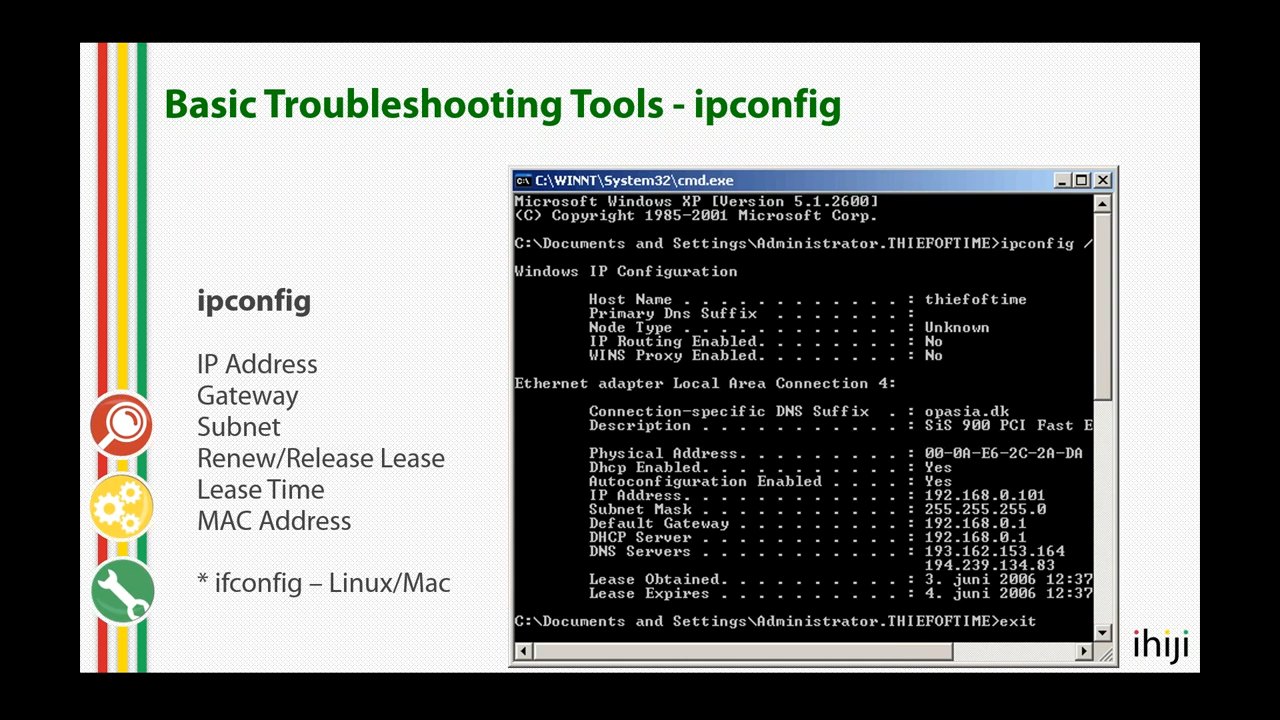 Basic Troubleshooting Tools - ipconfig
ipconfig
IP Address
Gateway
Subnet
Renew/Release Lease
Lease Time
MAC Address
* ifconfig – Linux/Mac
C:\WINNT\System32\cmd.exe
Microsoft Windows XP [Version 5.1.2600]
(C) Copyright 1985-2001 Microsoft Corp.
C:\Documents and Settings\Administrator.THIEFOFTIME>ipconfig /
Windows IP Configuration
Host Name . . . . . . . . . . . . : thiefoftime
Primary Dns Suffix . . . . . . . :
Node Type . . . . . . . . . . . . : Unknown
IP Routing Enabled. . . . . . . . : No
WINS Proxy Enabled. . . . . . . . : No
Ethernet adapter Local Area Connection 4:
Connection-specific DNS Suffix . : opasia.dk
Description . . . . . . . . . . . : SiS 900 PCI Fast E
Physical Address. . . . . . . . . : 00-0A-E6-2C-2A-DA
Dhcp Enabled. . . . . . . . . . . : Yes
Autoconfiguration Enabled . . . . : Yes
IP Address. . . . . . . . . . . . : 192.168.0.101
Subnet Mask . . . . . . . . . . . : 255.255.255.0
Default Gateway . . . . . . . . . : 192.168.0.1
DHCP Server . . . . . . . . . . . : 192.168.0.1
DNS Servers . . . . . . . . . . . : 193.162.153.164
194.239.134.83
Lease Obtained. . . . . . . . . . : 3. juni 2006 12:37
Lease Expires . . . . . . . . . . : 4. juni 2006 12:37
C:\Documents and Settings\Administrator.THIEFOFTIME>exit
ihiji